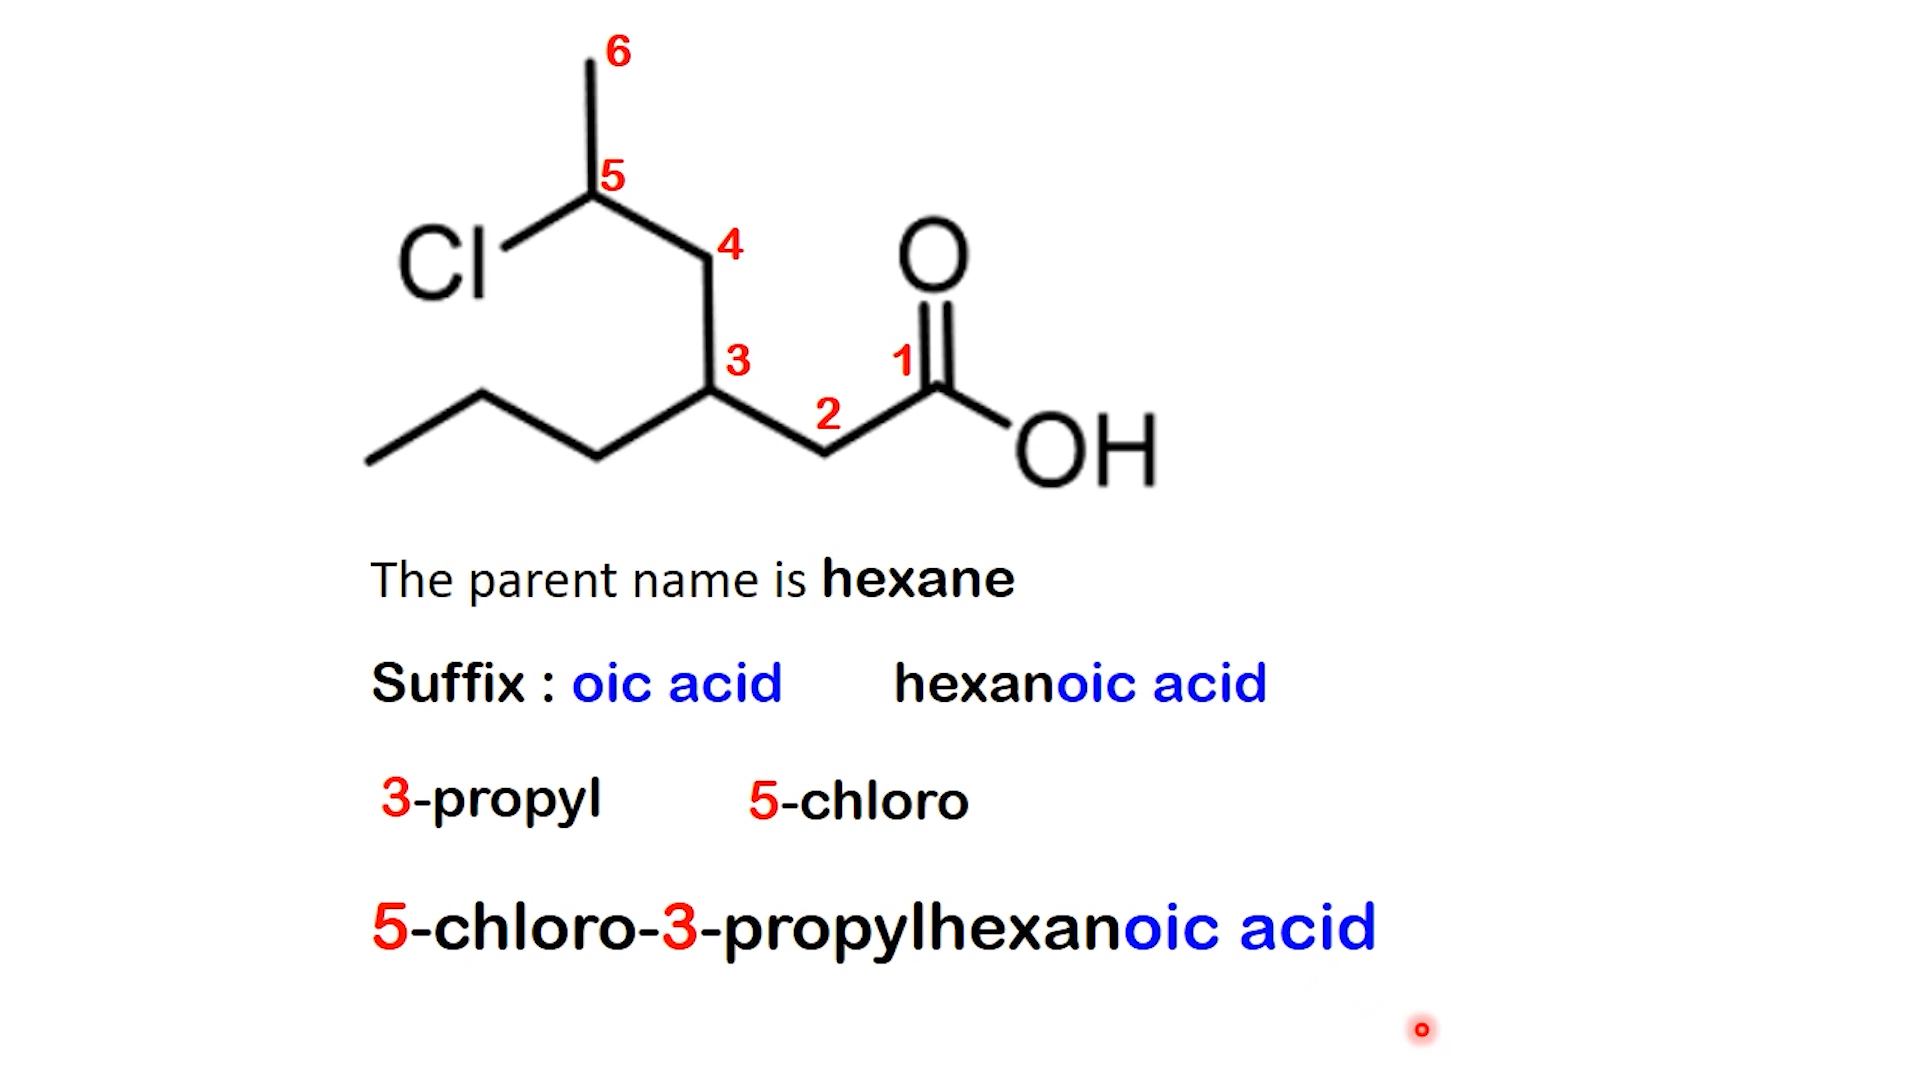 6
5
4
Cl
O
3
1
2
OH
The parent name is hexane
Suffix : oic acid hexanoic acid
3-propyl 5-chloro
5-chloro-3-propylhexanoic acid